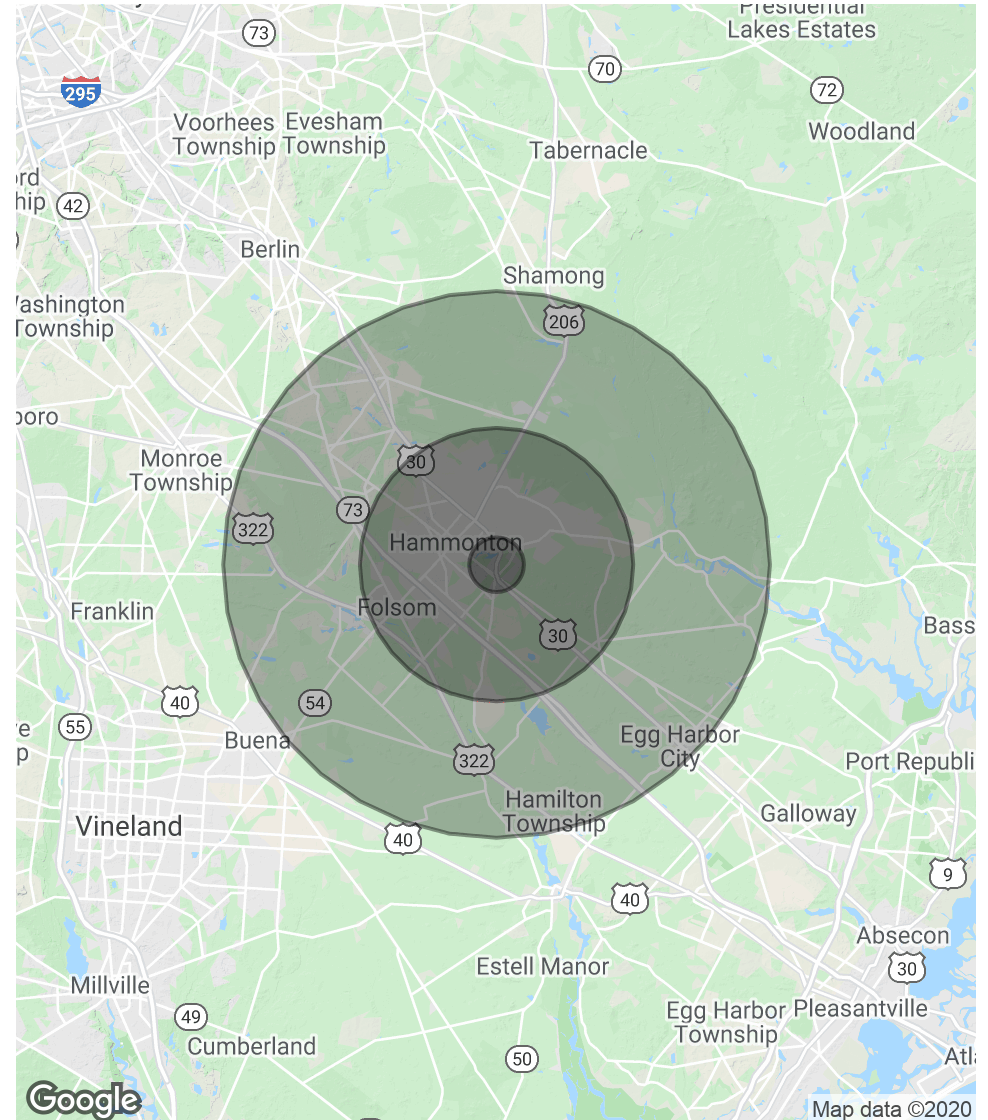 Presidential
Lakes Estates
73
70
295
72
Voorhees
Township
Evesham
Township
Woodland
Tabernacle
42
Berlin
Shamong
Washington
Township
206
boro
30
Monroe
Township
73
322
Hammonton
Folsom
Franklin
30
Bass
40
54
55
Buena
Egg Harbor
City
322
Port Republi
Hamilton
Township
Galloway
Vineland
40
9
40
Absecon
Estell Manor
30
Millville
Egg Harbor
Township
Pleasantville
49
Cumberland
50
Atl
Google
Map data ©2020